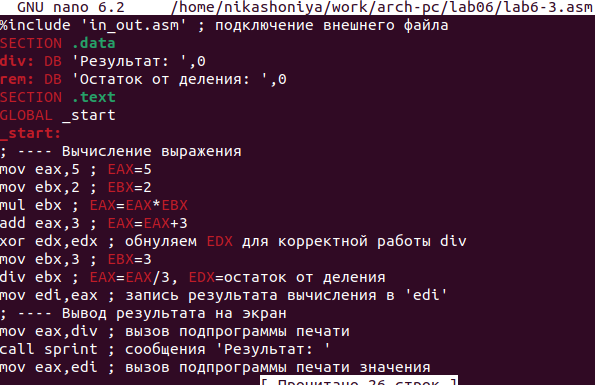 GNU nano 6.2 /home/nikashoniya/work/arch-pc/lab06/lab6-3.asm
%include 'in_out.asm' ; подключение внешнего файла
SECTION .data
div: DB 'Результат: ',0
rem: DB 'Остаток от деления: ',0
SECTION .text
GLOBAL _start
_start:
; ---- Вычисление выражения
mov eax,5 ; EAX=5
mov ebx,2 ; EBX=2
mul ebx ; EAX=EAX*EBX
add eax,3 ; EAX=EAX+3
xor edx,edx ; обнуляем EDX для корректной работы div
mov ebx,3 ; EBX=3
div ebx ; EAX=EAX/3, EDX=остаток от деления
mov edi,eax ; запись результата вычисления в 'edi'
; ---- Вывод результата на экран
mov eax,div ; вызов подпрограммы печати
call sprint ; сообщения 'Результат: '
mov eax,edi ; вызов подпрограммы печати значения
[ Прочитано 26 строк ]